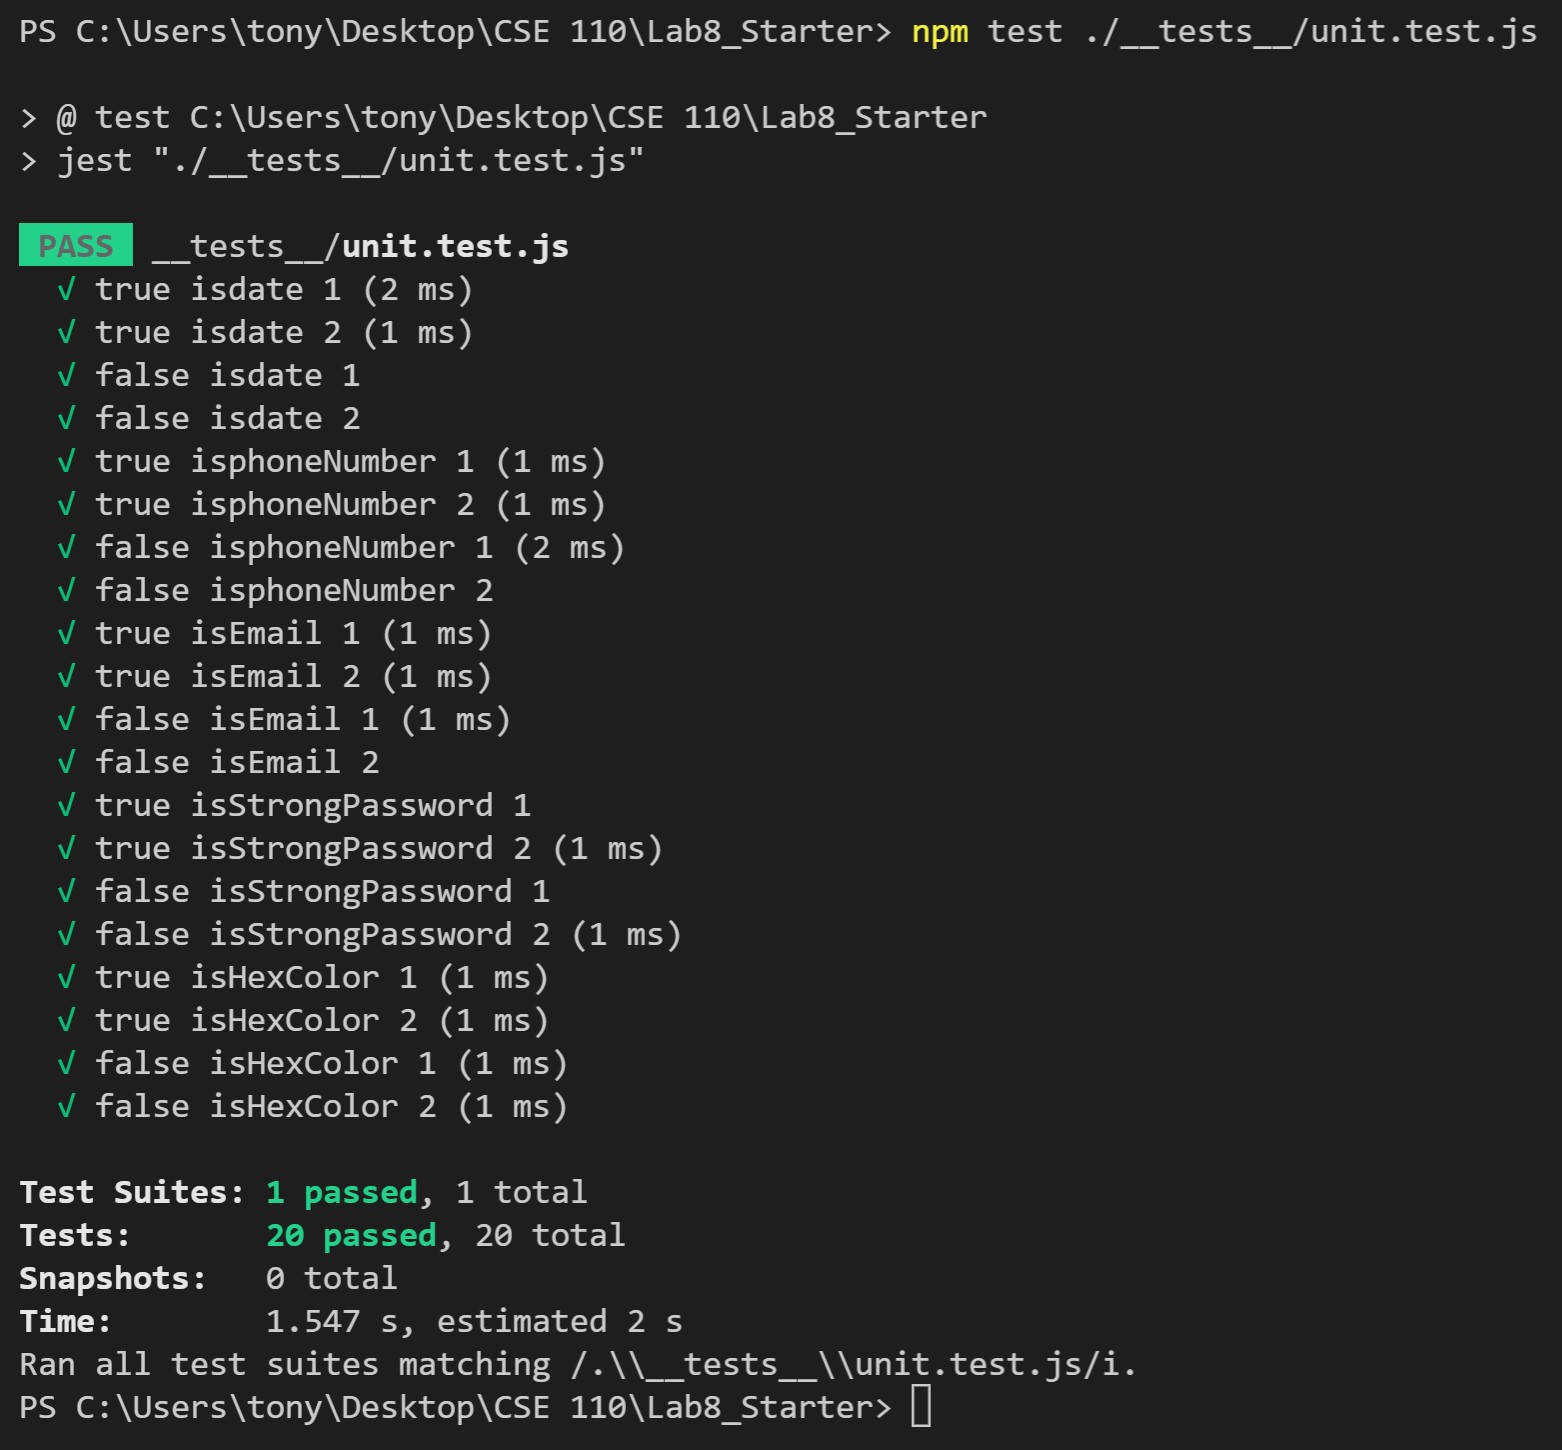 PS C:\Users\tony\Desktop\CSE 110\Lab8_Starter> npm test ./__tests__/unit.test.js
> @ test C:\Users\tony\Desktop\CSE 110\Lab8_Starter
> jest "./__tests__/unit.test.js"
PASS __tests__/unit.test.js
√ true isdate 1 (2 ms)
√ true isdate 2 (1 ms)
√ false isdate 1
√ false isdate 2
√ true isphoneNumber 1 (1 ms)
√ true isphoneNumber 2 (1 ms)
√ false isphoneNumber 1 (2 ms)
√ false isphoneNumber 2
√ true isEmail 1 (1 ms)
√ true isEmail 2 (1 ms)
√ false isEmail 1 (1 ms)
√ false isEmail 2
√ true isStrongPassword 1
√ true isStrongPassword 2 (1 ms)
√ false isStrongPassword 1
√ false isStrongPassword 2 (1 ms)
√ true isHexColor 1 (1 ms)
√ true isHexColor 2 (1 ms)
√ false isHexColor 1 (1 ms)
√ false isHexColor 2 (1 ms)
Test Suites: 1 passed, 1 total
Tests: 20 passed, 20 total
Snapshots: 0 total
Time: 1.547 s, estimated 2 s
Ran all test suites matching /.\\__tests__\\unit.test.js/i.
PS C:\Users\tony\Desktop\CSE 110\Lab8_Starter>